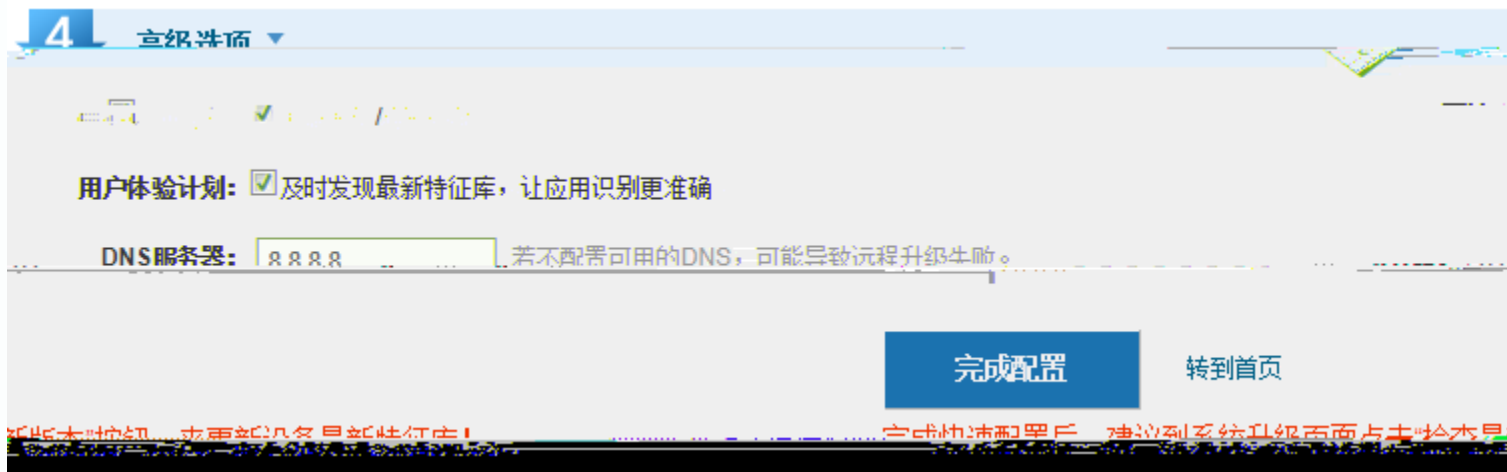 4 高级选项
/
用户体验计划: 及时发现最新特征库，让应用识别更准确
DNS服务器: 8.8.8.8 若不配置可用的DNS，可能导致远程升级失败。
完成配置 转到首页
完成快速配置后，建议到系统升级页面点击“检查最
新版本”按钮，来更新设备最新特征库！